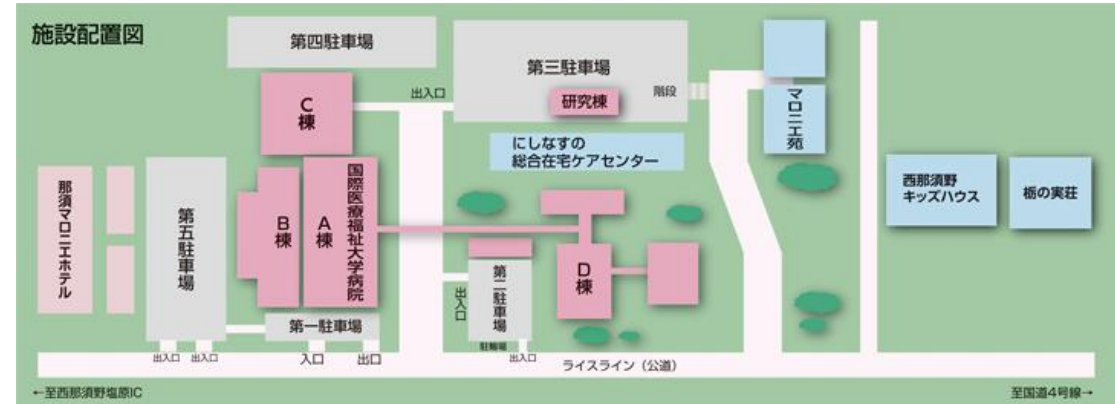 施設配置図
第四駐車場
第三駐車場
研究棟
階段
出入口
C棟
マロニエ苑
にしなすの
総合在宅ケアセンター
西那須野
キッズハウス
栃の実荘
那須マロニエホテル
第五駐車場
B棟
A棟
国際医療福祉大学病院
D棟
第二駐車場
出入口
駐輪場
出入口
第一駐車場
出入口
出入口
入口
出口
ライスライン（公道）
←至西那須野塩原IC
至国道4号線→